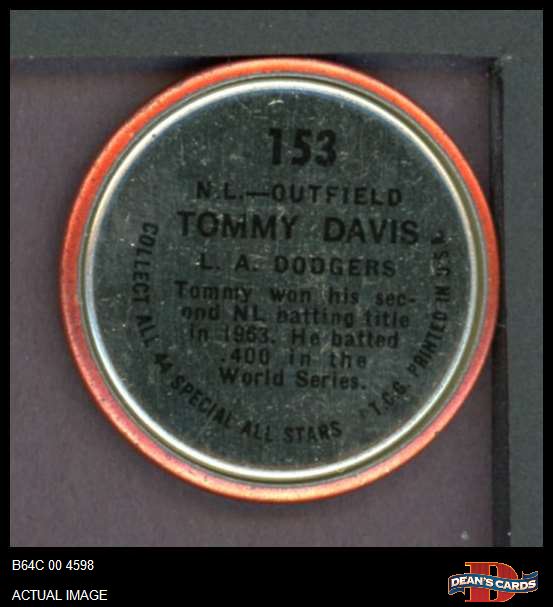 153
N.L.—OUTFIELD
TOMMY DAVIS
L. A. DODGERS
Tommy won his sec-
ond NL batting title
in 1963. He batted
.400 in the
World Series.
COLLECT ALL 44 SPECIAL ALL STARS
T.C.G. PRINTED IN U.S.A.
B64C 00 4598
ACTUAL IMAGE
DEAN'S CARDS